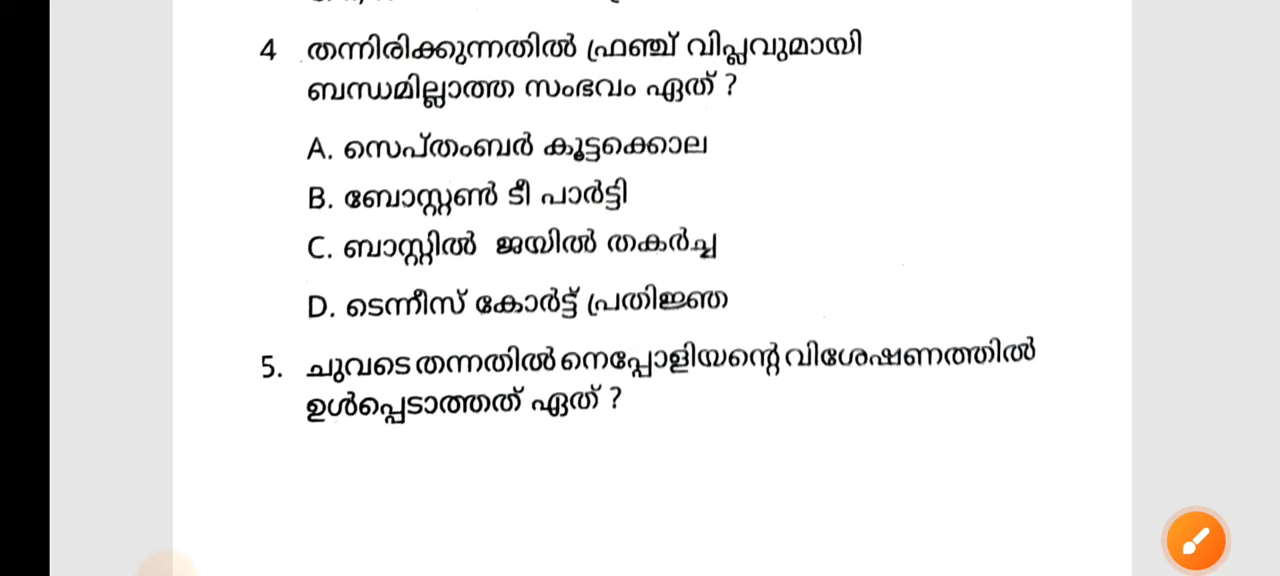 4 തന്നിരിക്കുന്നതിൽ ഫ്രഞ്ച് വിപ്ലവുമായി
ബന്ധമില്ലാത്ത സംഭവം ഏത് ?
A. സെപ്തംബർ കൂട്ടക്കൊല
B. ബോസ്റ്റൺ ടീ പാർട്ടി
C. ബാസ്റ്റിൽ ജയിൽ തകർച്ച
D. ടെന്നീസ് കോർട്ട് പ്രതിജ്ഞ
5. ചുവടെ തന്നതിൽ നെപ്പോളിയന്റെ വിശേഷണത്തിൽ
ഉൾപ്പെടാത്തത് ഏത് ?